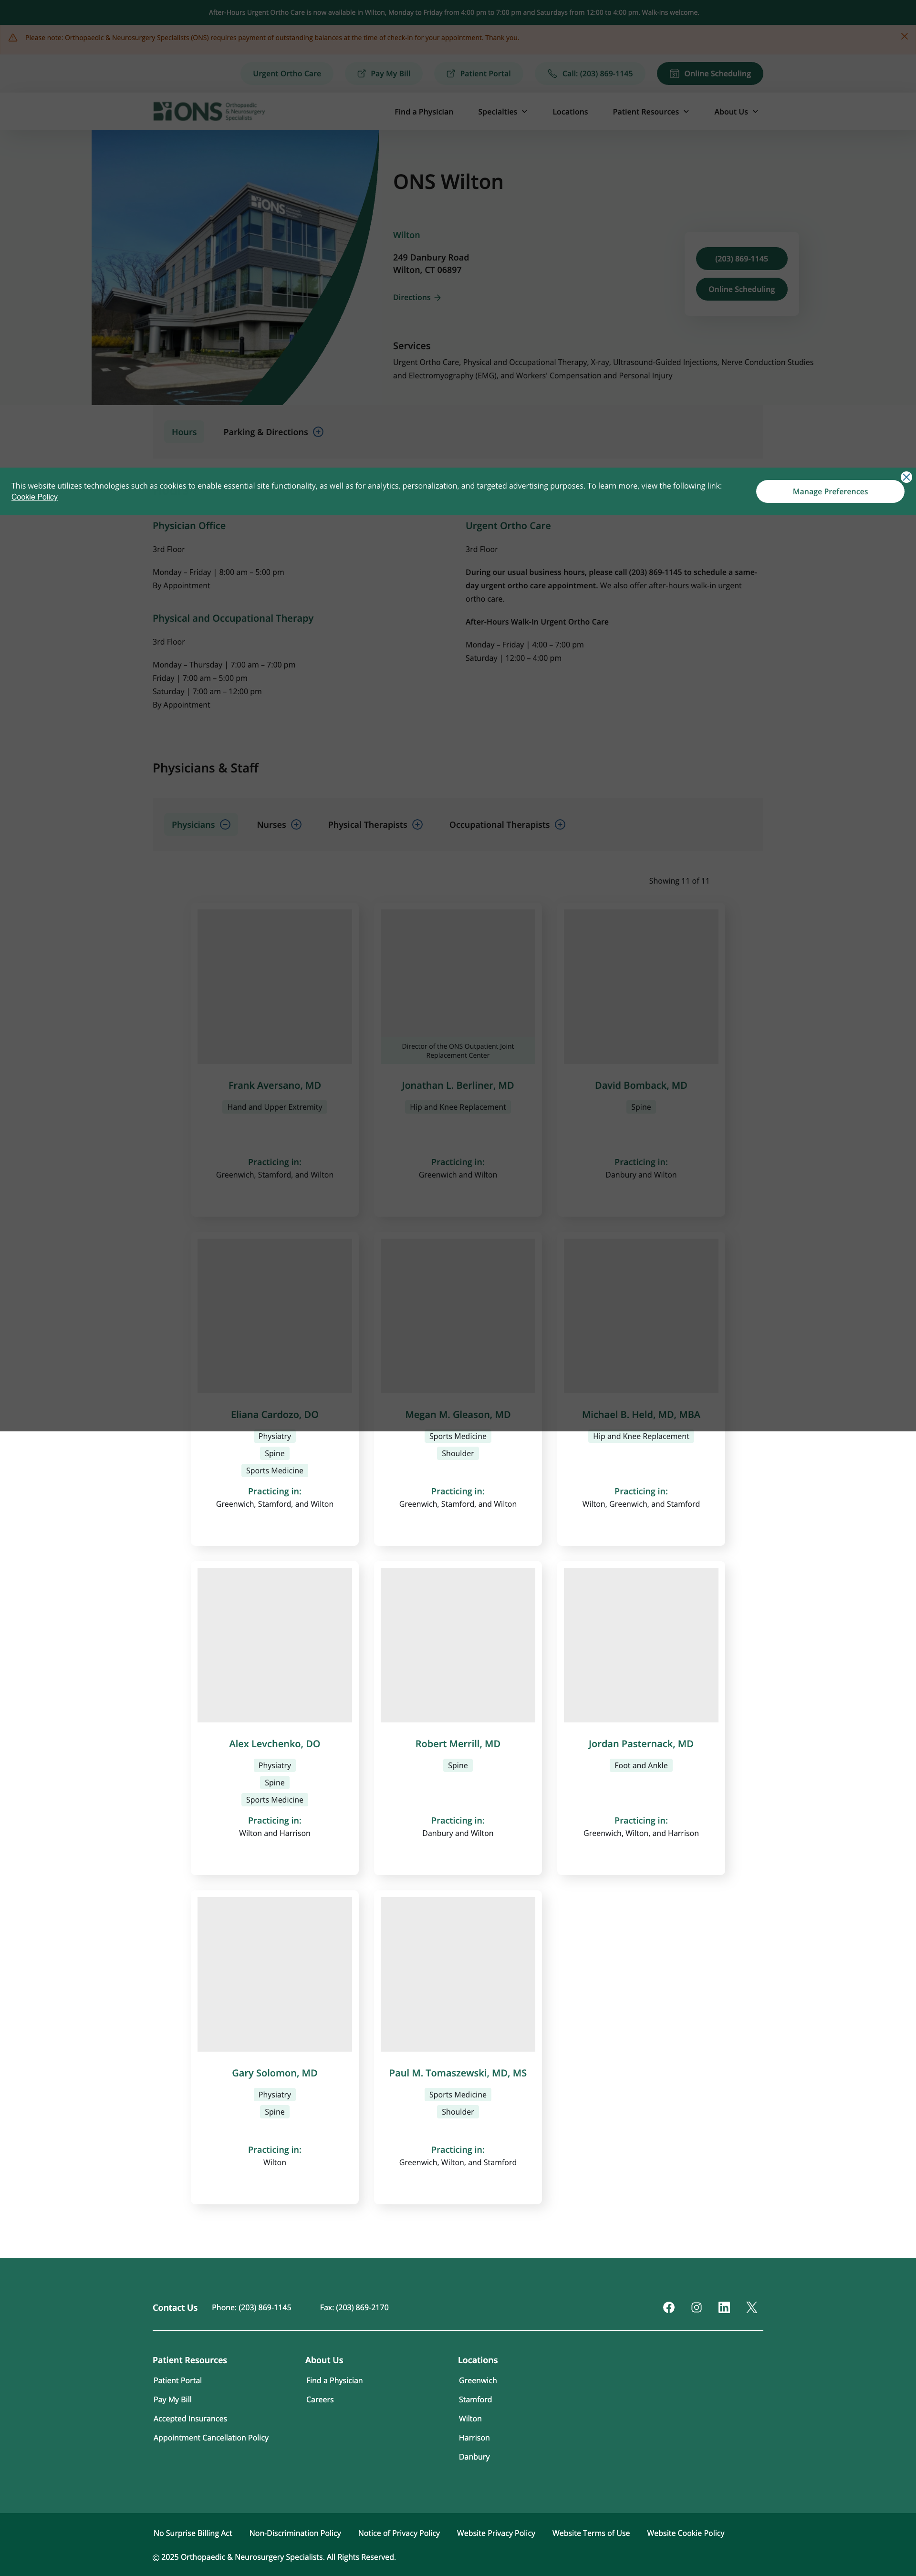 After-Hours Urgent Ortho Care is now available in Wilton, Monday to Friday from 4:00 pm to 7:00 pm and Saturdays from 12:00 to 4:00 pm. Walk-ins welcome.
Please note: Orthopaedic & Neurosurgery Specialists (ONS) requires payment of outstanding balances at the time of check-in for your appointment. Thank you.
Urgent Ortho Care Pay My Bill Patient Portal Call: (203) 869-1145 Online Scheduling
ONS Orthopaedic & Neurosurgery Specialists
Find a Physician Specialties Locations Patient Resources About Us
ONS
ONS Wilton
Wilton
249 Danbury Road
Wilton, CT 06897
Directions
(203) 869-1145
Online Scheduling
Services
Urgent Ortho Care, Physical and Occupational Therapy, X-ray, Ultrasound-Guided Injections, Nerve Conduction Studies
and Electromyography (EMG), and Workers' Compensation and Personal Injury
Hours Parking & Directions
This website utilizes technologies such as cookies to enable essential site functionality, as well as for analytics, personalization, and targeted advertising purposes. To learn more, view the following link:
Cookie Policy
Manage Preferences
Physician Office
3rd Floor
Monday – Friday | 8:00 am – 5:00 pm
By Appointment
Physical and Occupational Therapy
3rd Floor
Monday – Thursday | 7:00 am – 7:00 pm
Friday | 7:00 am – 5:00 pm
Saturday | 7:00 am – 12:00 pm
By Appointment
Urgent Ortho Care
3rd Floor
During our usual business hours, please call (203) 869-1145 to schedule a same-
day urgent ortho care appointment. We also offer after-hours walk-in urgent
ortho care.
After-Hours Walk-In Urgent Ortho Care
Monday – Friday | 4:00 – 7:00 pm
Saturday | 12:00 – 4:00 pm
Physicians & Staff
Physicians Nurses Physical Therapists Occupational Therapists
Showing 11 of 11
Frank Aversano, MD
Hand and Upper Extremity
Practicing in:
Greenwich, Stamford, and Wilton
Director of the ONS Outpatient Joint
Replacement Center
Jonathan L. Berliner, MD
Hip and Knee Replacement
Practicing in:
Greenwich and Wilton
David Bomback, MD
Spine
Practicing in:
Danbury and Wilton
Eliana Cardozo, DO
Physiatry
Spine
Sports Medicine
Practicing in:
Greenwich, Stamford, and Wilton
Megan M. Gleason, MD
Sports Medicine
Shoulder
Practicing in:
Greenwich, Stamford, and Wilton
Michael B. Held, MD, MBA
Hip and Knee Replacement
Practicing in:
Wilton, Greenwich, and Stamford
Alex Levchenko, DO
Physiatry
Spine
Sports Medicine
Practicing in:
Wilton and Harrison
Robert Merrill, MD
Spine
Practicing in:
Danbury and Wilton
Jordan Pasternack, MD
Foot and Ankle
Practicing in:
Greenwich, Wilton, and Harrison
Gary Solomon, MD
Physiatry
Spine
Practicing in:
Wilton
Paul M. Tomaszewski, MD, MS
Sports Medicine
Shoulder
Practicing in:
Greenwich, Wilton, and Stamford
Contact Us Phone: (203) 869-1145 Fax: (203) 869-2170
Patient Resources
Patient Portal
Pay My Bill
Accepted Insurances
Appointment Cancellation Policy
About Us
Find a Physician
Careers
Locations
Greenwich
Stamford
Wilton
Harrison
Danbury
No Surprise Billing Act Non-Discrimination Policy Notice of Privacy Policy Website Privacy Policy Website Terms of Use Website Cookie Policy
© 2025 Orthopaedic & Neurosurgery Specialists. All Rights Reserved.